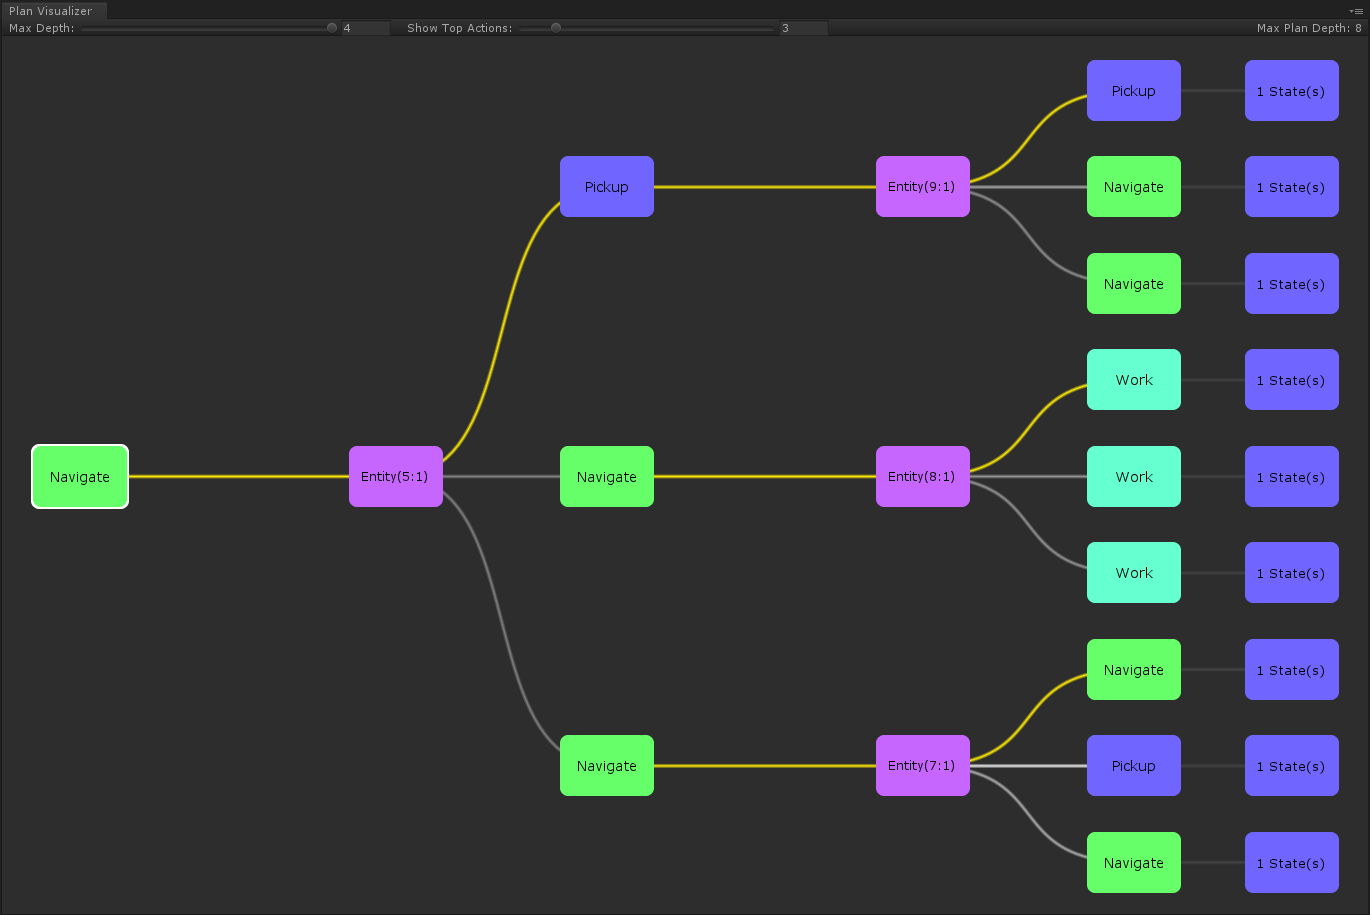 Plan Visualizer
Max Depth: 4 Show Top Actions: 3 Max Plan Depth: 8
Pickup 1 State(s)
Pickup Entity(9:1) Navigate 1 State(s)
Navigate 1 State(s)
Work 1 State(s)
Navigate Entity(5:1) Navigate Entity(8:1) Work 1 State(s)
Work 1 State(s)
Navigate 1 State(s)
Navigate Entity(7:1) Pickup 1 State(s)
Navigate 1 State(s)